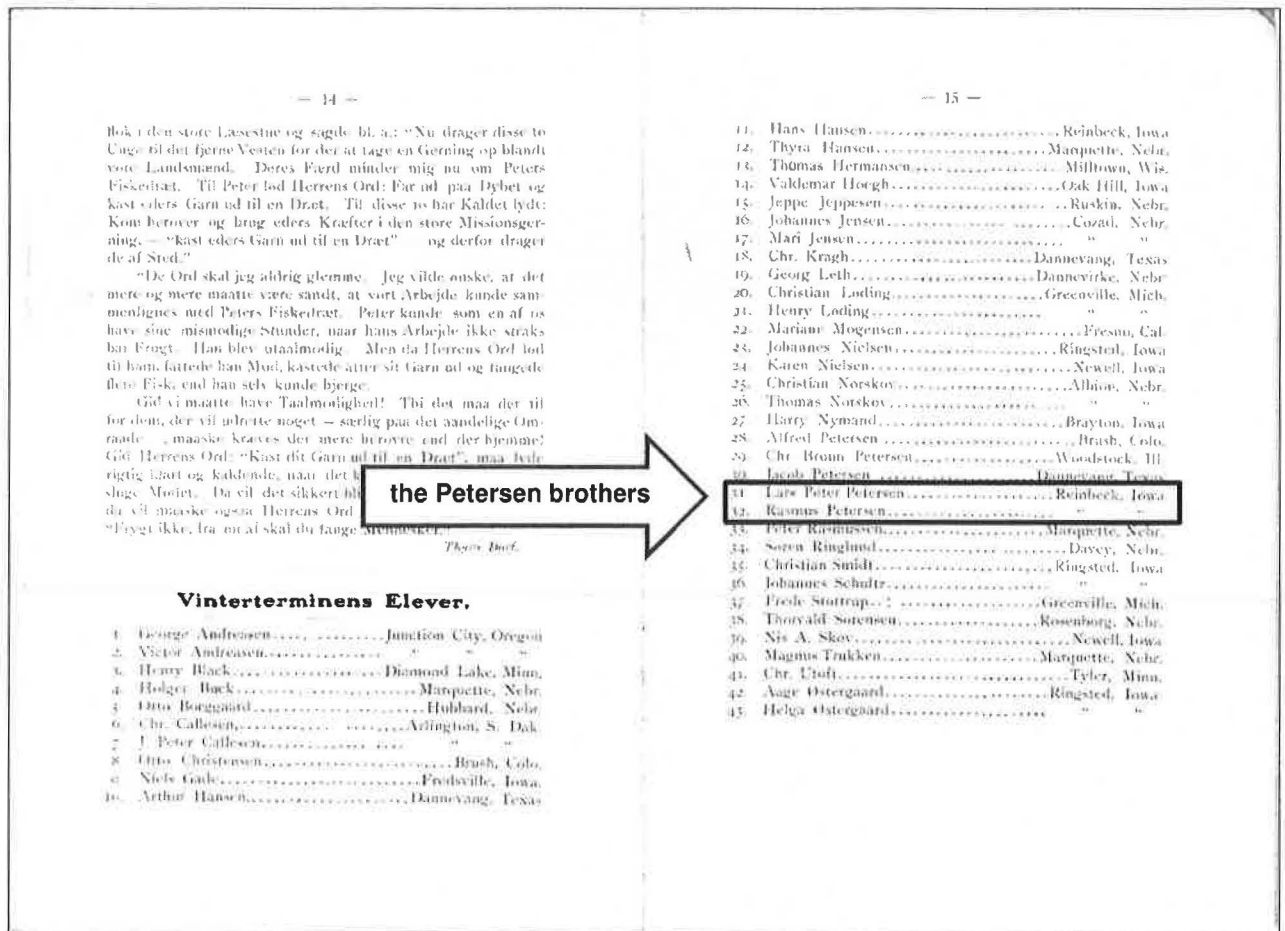 — 14 —
flok i den store Læsestue og sagde bl. a.: "Nu drager disse to
Unge til det fjerne Vesten for der at tage en Gerning op blandt
vore Landsmænd. Deres Færd minder mig nu om Peters
Fiskedræt. Til Peter lød Herrens Ord: Far ud paa Dybet og
kast eders Garn ud til en Dræt. Til disse to har Kaldet lydt:
Kom herover og brug eders Kræfter i den store Missionsger-
ning, — "kast eders Garn ud til en Dræt" og derfor drager
de af Sted."
"De Ord skal jeg aldrig glemme. Jeg vilde ønske, at det
mere og mere maatte være sandt, at vort Arbejde kunde sam-
menlignes med Peters Fiskedræt. Peter kunde som en af os
have sine mismodige Stunder, naar hans Arbejde ikke straks
bar Frugt. Han blev utaalmodig. Men da Herrens Ord lød
til ham, fattede han Mod, kastede atter sit Garn ud og fangede
flere Fisk, end han selv kunde bjerge.
Gid vi maatte have Taalmodighed! Thi det maa der til
for dem, der vil udrette noget — særlig paa det aandelige Om-
raade , maaske kræves der mere herovre end der hjemme!
Gid Herrens Ord: "Kast dit Garn ud til en Dræt", maa lyde
rigtig klart og kaldende, naar det
sluge Modet. Da vil det sikkert
da vil maaske ogsaa Herrens Ord
"Frygt ikke, fra nu af skal du fange Mennesker."
Thyra
Vinterterminens Elever.
1. George Andreasen.... .........Junction City, Oregon
2. Victor Andreasen............... " " "
3. Henry Black....................Diamond Lake, Minn.
4. Holger Buck.......................Marquette, Nebr.
5. Otto Borggaard.....................Hubbard, Nebr.
6. Chr. Callesen,....................Arlington, S. Dak.
7. J. Peter Callesen................. " "
8. Otto Christensen......................Brush, Colo.
9. Niels Gade.......................Fredsville, Iowa.
10. Arthur Hansen....................Dannevang, Texas
— 15 —
11. Hans Hansen........................Reinbeck, Iowa
12. Thyra Hansen.....................Marquette, Nebr.
13. Thomas Hermansen....................Milltown, Wis.
14. Valdemar Hoegh.......................Oak Hill, Iowa
15. Jeppe Jeppesen........................Ruskin, Nebr.
16. Johannes Jensen........................Cozad, Nebr.
17. Mari Jensen........................ " "
18. Chr. Kragh.......................Dannevang, Texas
19. Georg Leth........................Dannevirke, Nebr
20. Christian Loding....................Greenville, Mich.
21. Henry Loding........................ " "
22. Mariane Mogensen........................Fresno, Cal.
23. Johannes Nielsen.....................Ringsted, Iowa
24. Karen Nielsen........................Newell, Iowa
25. Christian Norskov.....................Albion, Nebr.
26. Thomas Norskov..................... " "
27. Harry Nymand.......................Brayton, Iowa
28. Alfred Petersen.........................Brush, Colo.
29. Chr Bruun Petersen..................Woodstock, Ill.
30. Jacob Petersen....................Dannevang, Texas
31. Lars Peter Petersen..................Reinbeck, Iowa
32. Rasmus Petersen..................... " "
33. Peter Rasmussen...................Marquette, Nebr.
34. Søren Ringlund.........................Davey, Nebr.
35. Christian Smidt......................Ringsted, Iowa
36. Johannes Schultz..................... " "
37. Frede Stottrup......................Greenville, Mich.
38. Thorvald Sørensen...................Rosenborg, Nebr.
39. Nis A. Skov..........................Newell, Iowa
40. Magnus Trukken....................Marquette, Nebr.
41. Chr. Utoft...........................Tyler, Minn.
42. Aage Østergaard......................Ringsted, Iowa
43. Helga Østergaard..................... " "
the Petersen brothers